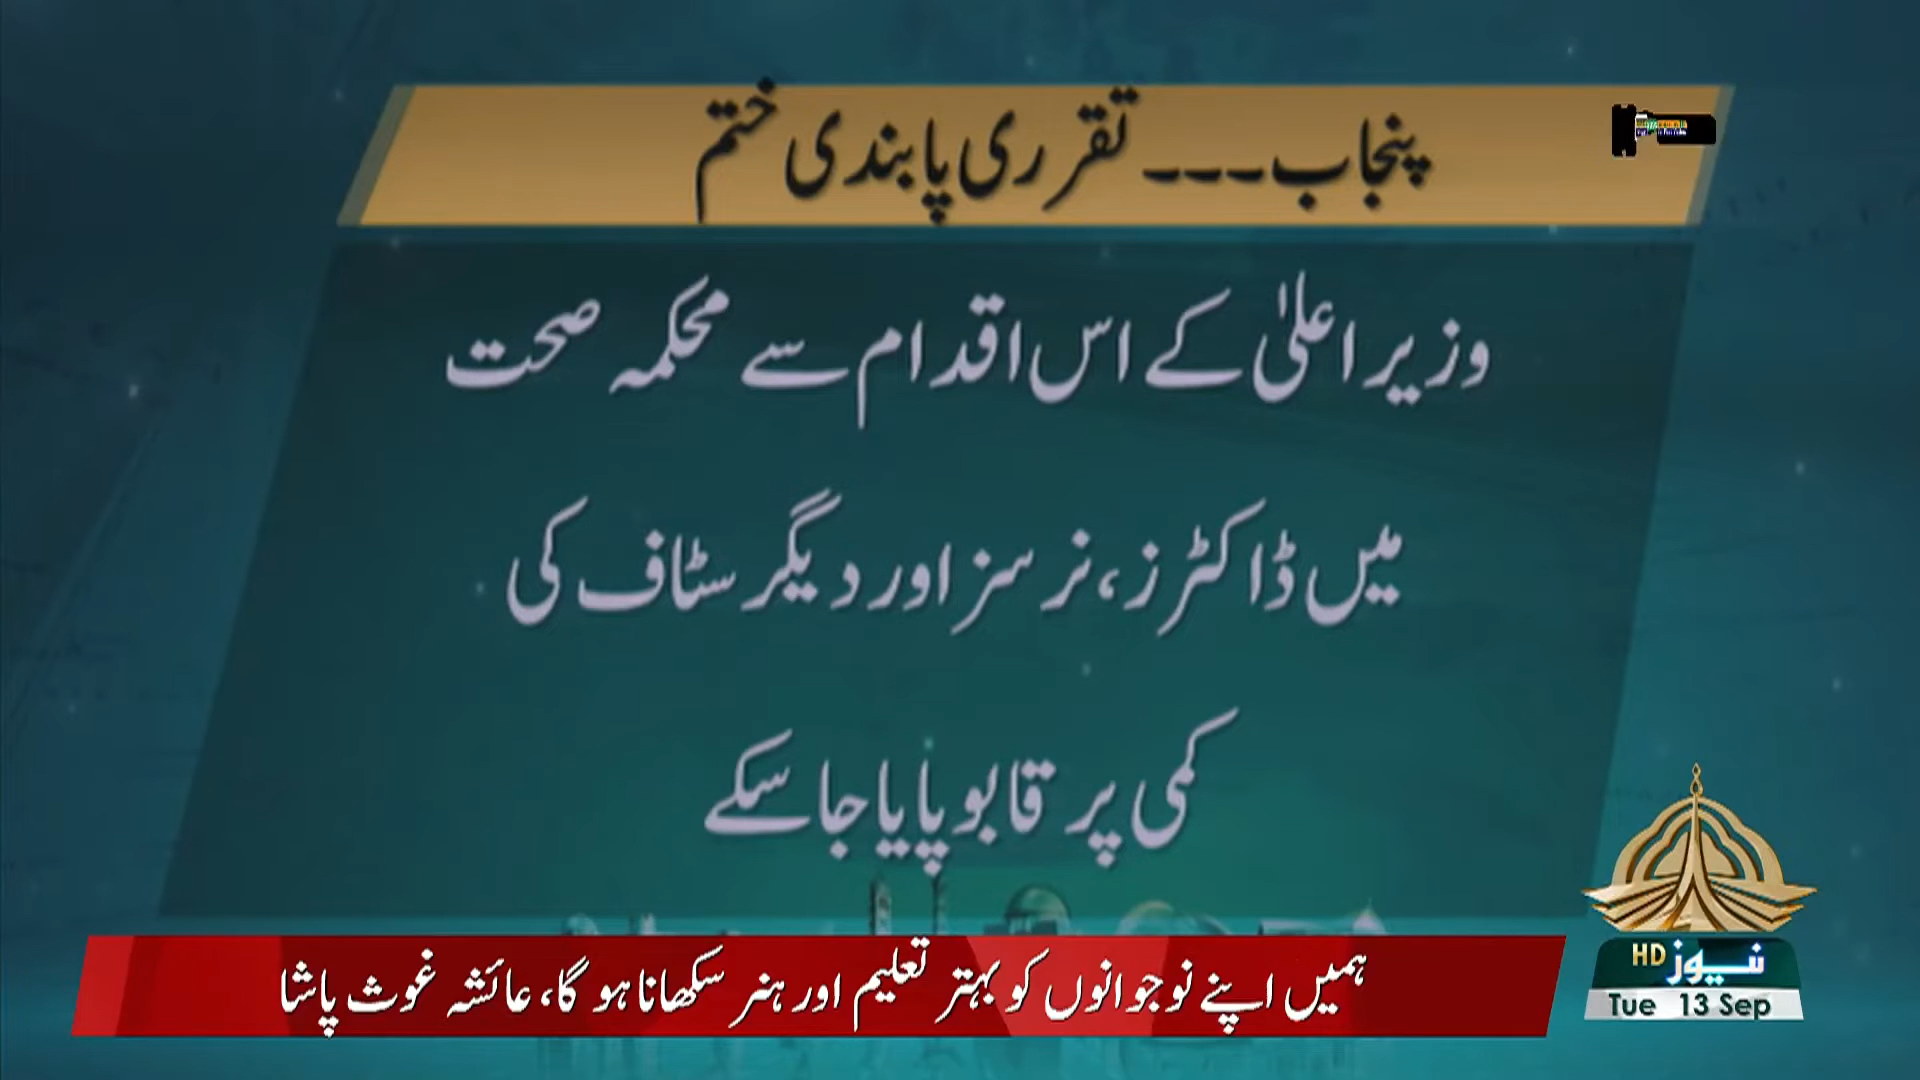 پنجاب۔۔۔تقرری پابندی ختم
وزیراعلیٰ کے اس اقدام سے محکمہ صحت
میں ڈاکٹرز، نرسز اور دیگر سٹاف کی
کمی پر قابو پایا جا سکے
ہمیں اپنے نوجوانوں کو بہتر تعلیم اور ہنر سکھانا ہو گا، عائشہ غوث پاشا
نیوز HD
Tue 13 Sep